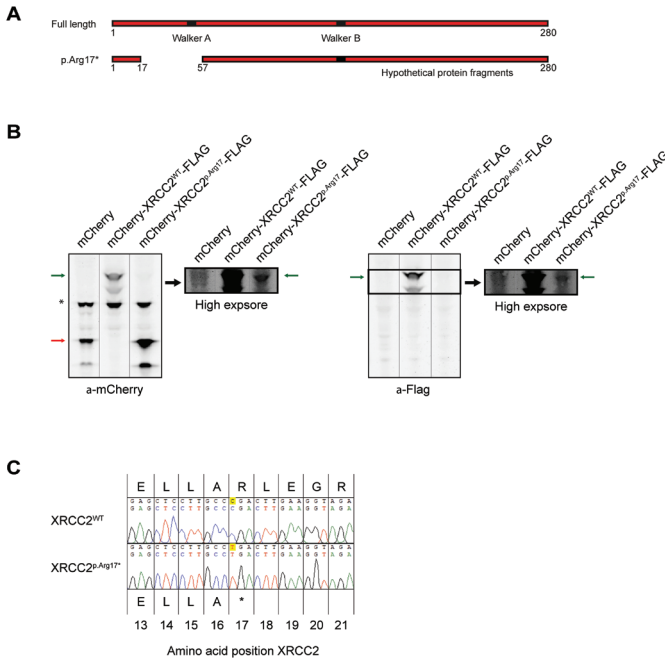 A
Full length
1
280
Walker A
Walker B
p.Arg17*
1
17
57
280
Hypothetical protein fragments
B
mCherry
mCherry-XRCC2WT-FLAG
mCherry-XRCC2p.Arg17-FLAG
mCherry
mCherry-XRCC2WT-FLAG
mCherry-XRCC2p.Arg17-FLAG
*
High expsore
a-mCherry
mCherry
mCherry-XRCC2WT-FLAG
mCherry-XRCC2p.Arg17-FLAG
mCherry
mCherry-XRCC2WT-FLAG
mCherry-XRCC2p.Arg17-FLAG
High expsore
a-Flag
C
E L L A R L E G R
G A G C T C C T T G C C C G A C T T G A A G G T A G A
G A G C T C C T T G C C C G A C T T G A A G G T A G A
XRCC2WT
G A G C T C C T T G C C T G A C T T G A A G G T A G A
G A G C T C C T T G C C T G A C T T G A A G G T A G A
XRCC2p.Arg17*
E L L A *
13 14 15 16 17 18 19 20 21
Amino acid position XRCC2